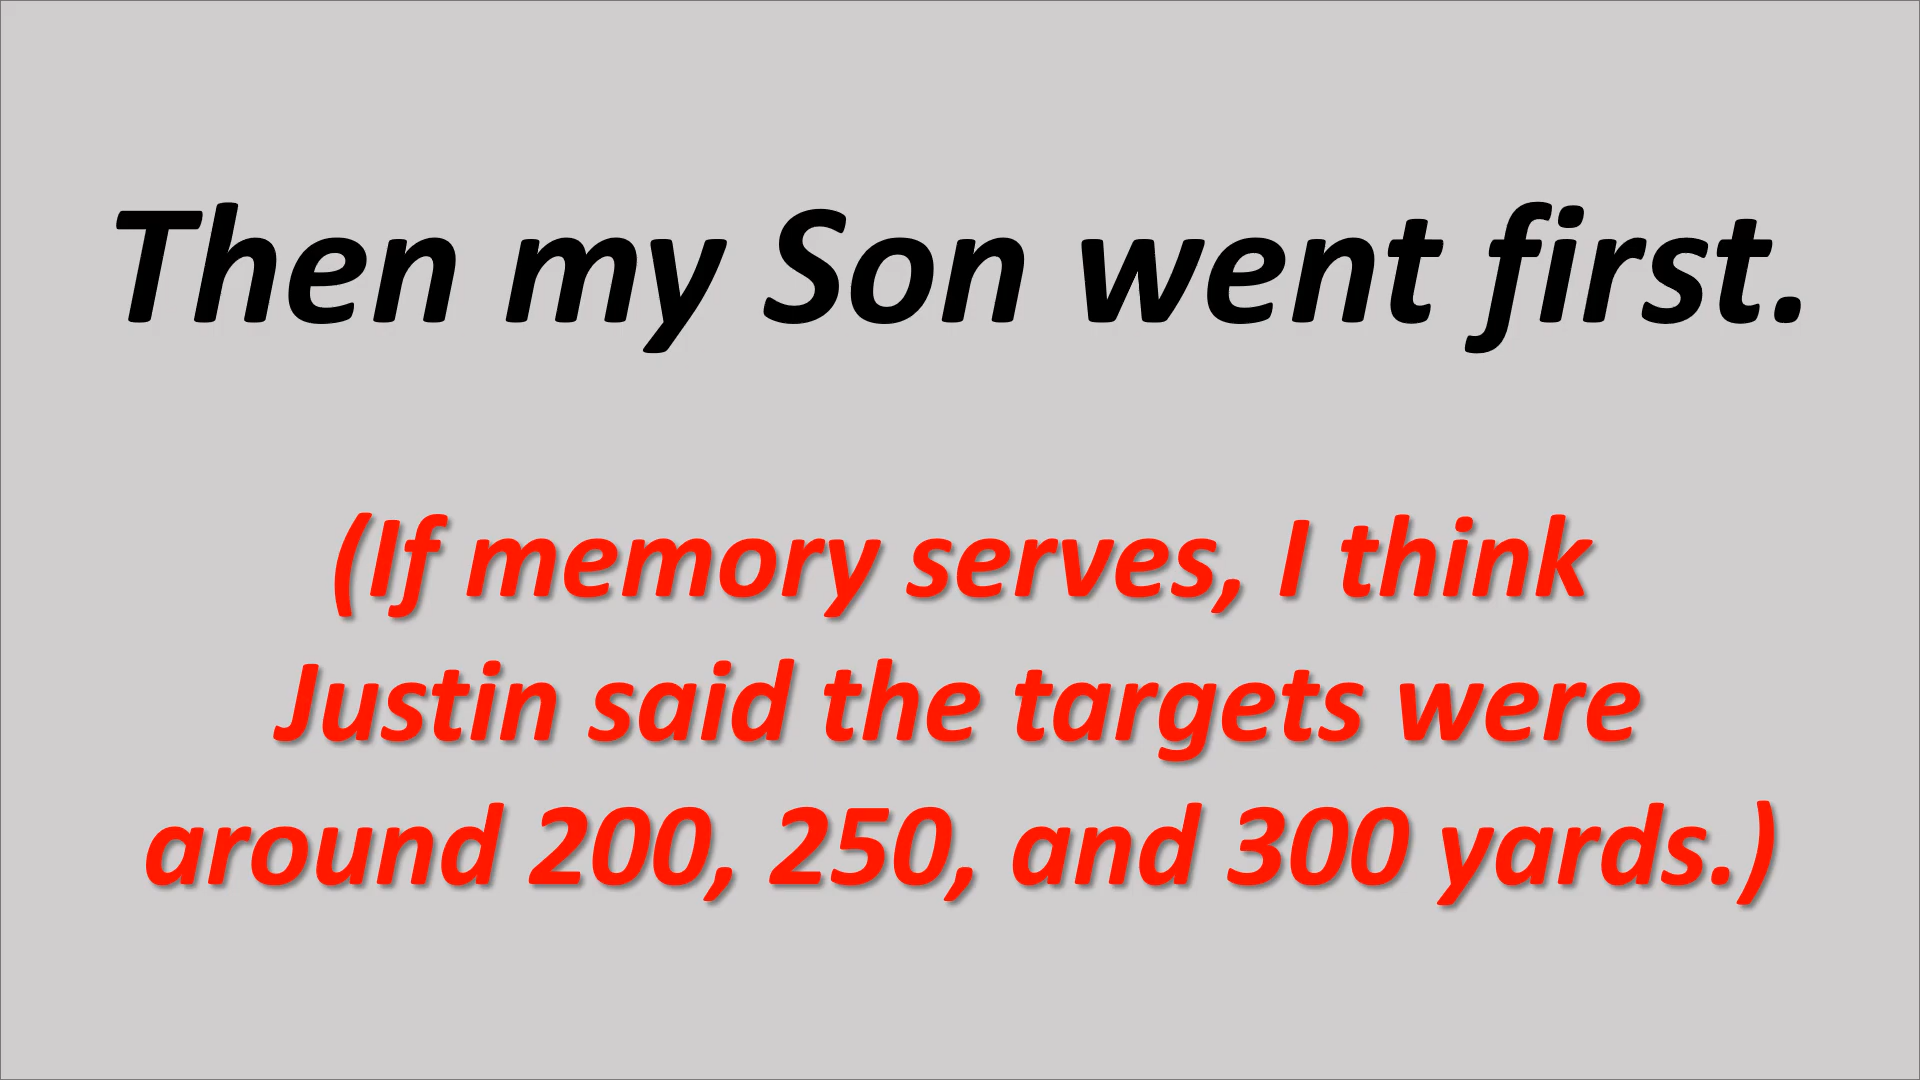 Then my Son went first.
(If memory serves, I think
Justin said the targets were
around 200, 250, and 300 yards.)